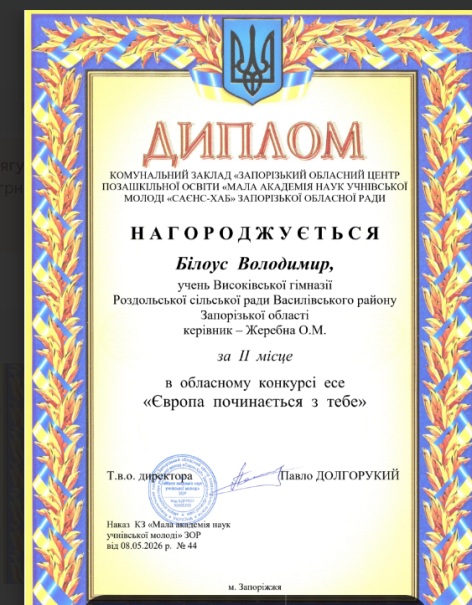 ДИПЛОМ
КОМУНАЛЬНИЙ ЗАКЛАД «ЗАПОРІЗЬКИЙ ОБЛАСНИЙ ЦЕНТР
ПОЗАШКІЛЬНОЇ ОСВІТИ «МАЛА АКАДЕМІЯ НАУК УЧНІВСЬКОЇ
МОЛОДІ «САЄНС-ХАБ» ЗАПОРІЗЬКОЇ ОБЛАСНОЇ РАДИ
НАГОРОДЖУЄТЬСЯ
Білоус Володимир,
учень Високівської гімназії
Роздольської сільської ради Василівського району
Запорізької області
керівник – Жеребна О.М.
за ІІ місце
в обласному конкурсі есе
«Європа починається з тебе»
Т.в.о. директора Павло ДОЛГОРУКИЙ
Наказ КЗ «Мала академія наук
учнівської молоді» ЗОР
від 08.05.2026 р. № 44
м. Запоріжжя